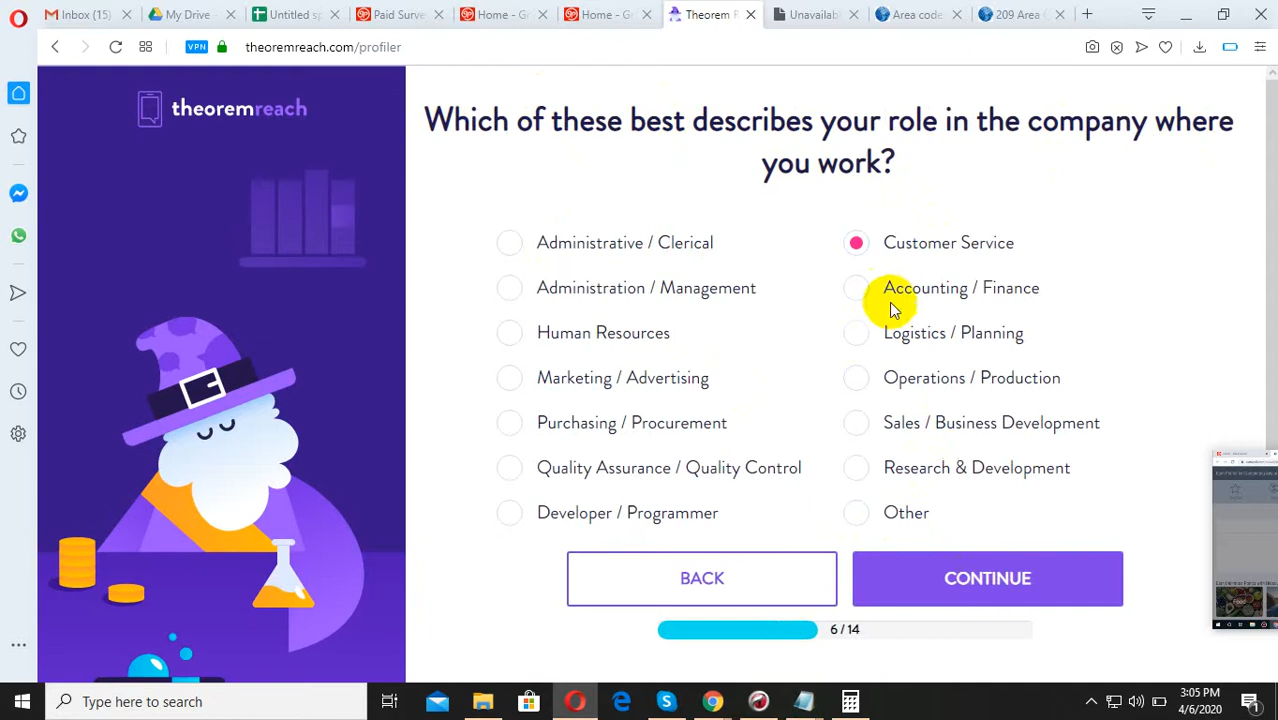 Inbox (15)
My Drive -
Untitled sp
Paid Surve
Home - Gr
Home - G
Theorem R
Unavailabl
Area code
209 Area C
VPN
theoremreach.com/profiler
theoremreach
Which of these best describes your role in the company where
you work?
Administrative / Clerical
Customer Service
Administration / Management
Accounting / Finance
Human Resources
Logistics / Planning
Marketing / Advertising
Operations / Production
Purchasing / Procurement
Sales / Business Development
Quality Assurance / Quality Control
Research & Development
Developer / Programmer
Other
BACK
CONTINUE
6 / 14
Food
Type here to search
3:05 PM
4/6/2020